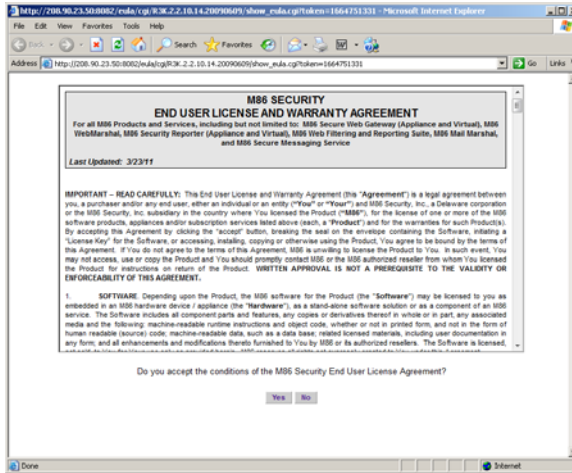 http://208.90.23.50:8082/eula/cgi/R3K.2.2.10.14.20090609/show_eula.cgi?token=1664751331 - Microsoft Internet Explorer
File Edit View Favorites Tools Help
Back Search Favorites
Address http://208.90.23.50:8082/eula/cgi/R3K.2.2.10.14.20090609/show_eula.cgi?token=1664751331 Go Links
M86 SECURITY
END USER LICENSE AND WARRANTY AGREEMENT
For all M86 Products and Services, including but not limited to: M86 Secure Web Gateway (Appliance and Virtual), M86
WebMarshal, M86 Security Reporter (Appliance and Virtual), M86 Web Filtering and Reporting Suite, M86 Mail Marshal,
and M86 Secure Messaging Service
Last Updated: 3/23/11
IMPORTANT – READ CAREFULLY: This End User License and Warranty Agreement (this "Agreement") is a legal agreement between
you, a purchaser and/or any end user, either an individual or an entity ("You" or "Your") and M86 Security, Inc., a Delaware corporation
or the M86 Security, Inc. subsidiary in the country where You licensed the Product ("M86"), for the license of one or more of the M86
software products, appliances and/or subscription services listed above (each, a "Product") and for the warranties for such Product(s).
By accepting this Agreement by clicking the "accept" button, breaking the seal on the envelope containing the Software, initiating a
"License Key" for the Software, or accessing, installing, copying or otherwise using the Product, You agree to be bound by the terms of
this Agreement. If You do not agree to the terms of this Agreement, M86 is unwilling to license the Product to You. In such event, You
may not access, use or copy the Product and You should promptly contact M86 or the M86 authorized reseller from whom You licensed
the Product for instructions on return of the Product. WRITTEN APPROVAL IS NOT A PREREQUISITE TO THE VALIDITY OR
ENFORCEABILITY OF THIS AGREEMENT.
1. SOFTWARE. Depending upon the Product, the M86 software for the Product (the "Software") may be licensed to you as
embedded in an M86 hardware device / appliance (the "Hardware"), as a stand-alone software solution or as a component of an M86
service. The Software includes all component parts and features, any copies or derivatives thereof in whole or in part, any associated
media and the following: machine-readable runtime instructions and object code, whether or not in printed form, and not in the form of
human readable (source) code; machine-readable data, such as a data base; related licensed materials, including user documentation in
any form; and all enhancements and modifications thereto furnished to You by M86 or its authorized resellers. The Software is licensed,
Do you accept the conditions of the M86 Security End User License Agreement?
Yes No
Done Internet